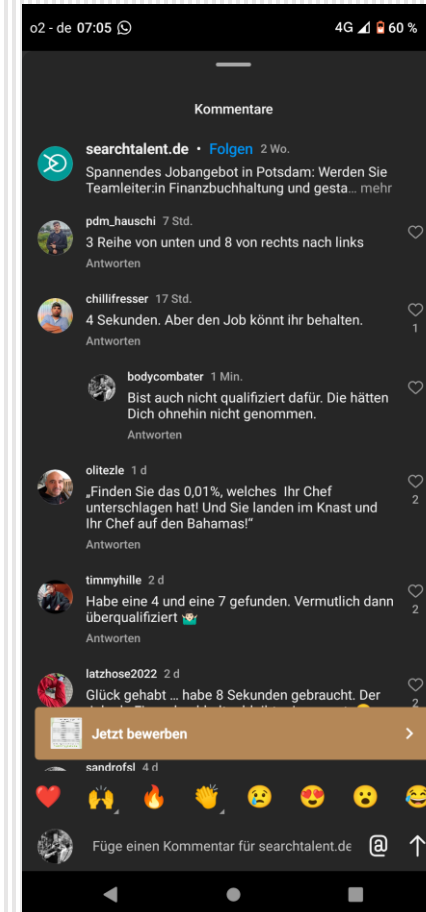 o2 - de 07:05 4G 60 %
Kommentare
searchtalent.de • Folgen 2 Wo.
Spannendes Jobangebot in Potsdam: Werden Sie
Teamleiter:in Finanzbuchhaltung und gesta... mehr
pdm_hauschi 7 Std.
3 Reihe von unten und 8 von rechts nach links
Antworten
chillifresser 17 Std.
4 Sekunden. Aber den Job könnt ihr behalten.
1
Antworten
bodycombater 1 Min.
Bist auch nicht qualifiziert dafür. Die hätten
Dich ohnehin nicht genommen.
Antworten
olitezle 1 d
„Finden Sie das 0,01%, welches Ihr Chef
unterschlagen hat! Und Sie landen im Knast und
Ihr Chef auf den Bahamas!“
2
Antworten
timmyhille 2 d
Habe eine 4 und eine 7 gefunden. Vermutlich dann
überqualifiziert 🤷🏻‍♂️
2
Antworten
latzhose2022 2 d
Glück gehabt ... habe 8 Sekunden gebraucht. Der
2
Jetzt bewerben
sandrofsl 4 d
Füge einen Kommentar für searchtalent.de